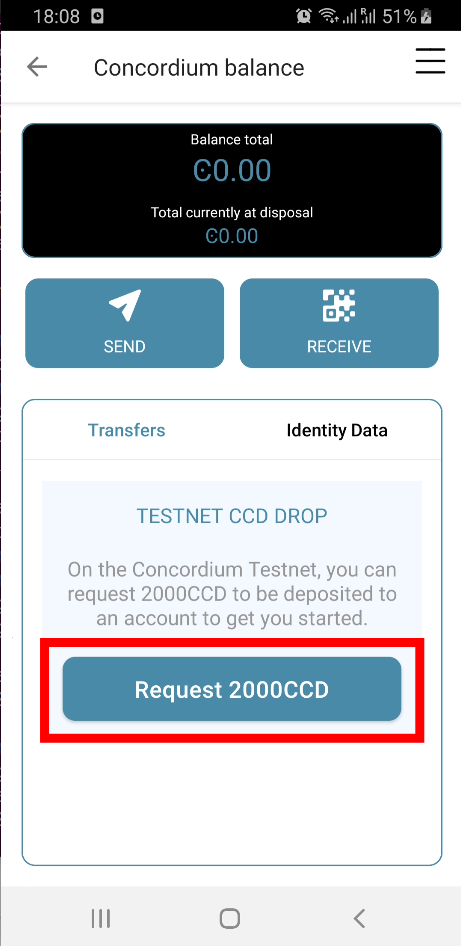 18:08 51%
Concordium balance
Balance total
Ͼ0.00
Total currently at disposal
Ͼ0.00
SEND
RECEIVE
Transfers
Identity Data
TESTNET CCD DROP
On the Concordium Testnet, you can
request 2000CCD to be deposited to
an account to get you started.
Request 2000CCD